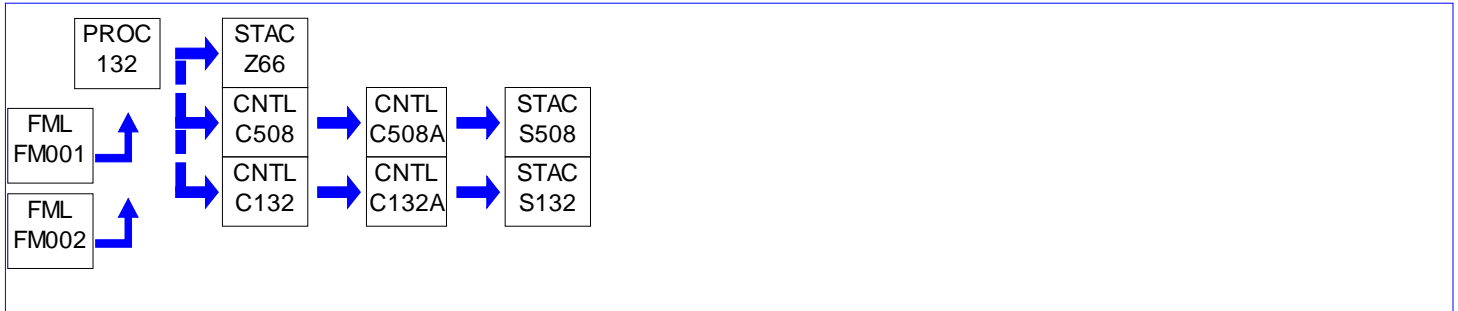 PROC
132
STAC
Z66
CNTL
C508
CNTL
C508A
STAC
S508
FML
FM001
CNTL
C132
CNTL
C132A
STAC
S132
FML
FM002